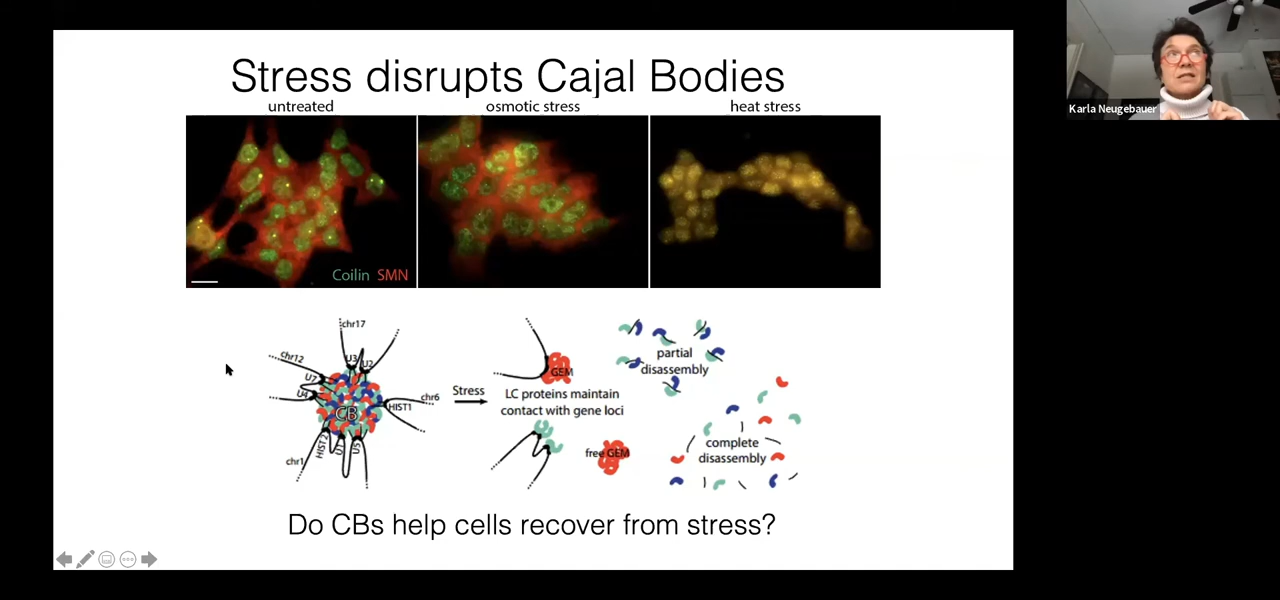 Stress disrupts Cajal Bodies
untreated
osmotic stress
heat stress
Coilin SMN
chr17
chr12
U3
U2
U7
U4
CB
chr6
HIST1
HIST2
U1
U5
chr1
Stress
GEM
LC proteins maintain
contact with gene loci
free GEM
partial
disassembly
complete
disassembly
Do CBs help cells recover from stress?
Karla Neugebauer